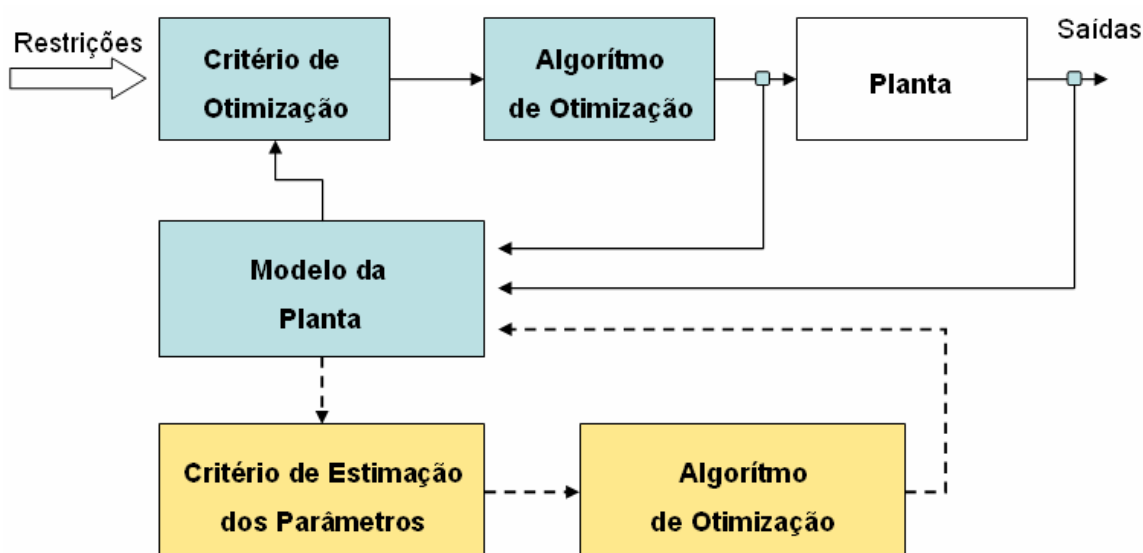 Restrições
Critério de
Otimização
Algorítmo
de Otimização
Planta
Saídas
Modelo da
Planta
Critério de Estimação
dos Parâmetros
Algorítmo
de Otimização